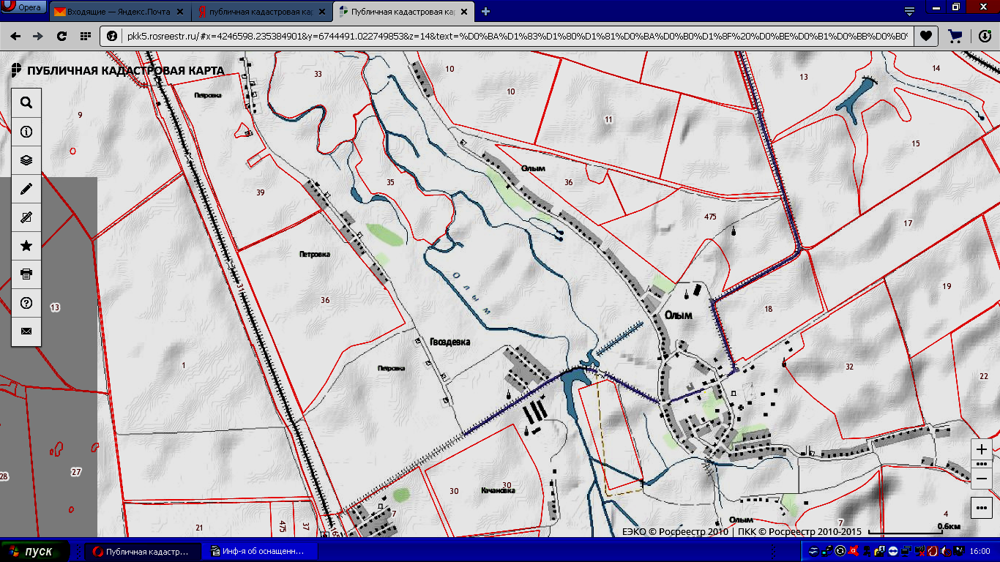 Opera
Входящие — Яндекс.Почта
публичная кадастровая ка
Публичная кадастровая ка
pkk5.rosreestr.ru/#x=4246598.235384901&y=6744491.022749853&z=14&text=%D0%BA%D1%83%D1%80%D1%81%D0%BA%D0%B0%D1%8F%20%D0%BE%D0%B1%D0%BB%D0%B0%
ПУБЛИЧНАЯ КАДАСТРОВАЯ КАРТА
33
10
13
14
Петровка
10
9
11
15
Олым
35
36
39
475
17
Петровка
Олым
36
31
19
13
18
Олым
Гвоздевка
1
Петровка
32
22
28
27
30
30
Качановка
7
4
Олым
7
21
475
37
ЕЭКО © Росреестр 2010 | ПКК © Росреестр 2010-2015
0.6км
пуск
Публичная кадастр...
Инф-я об оснащенн...
16:00